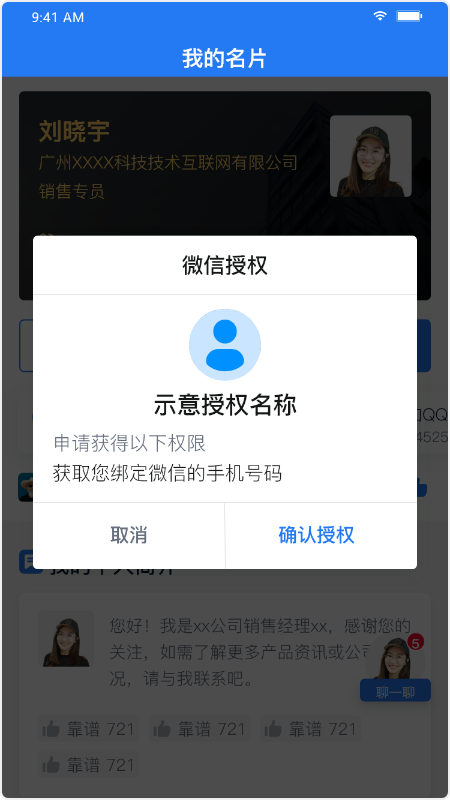 9:41 AM
我的名片
刘晓宇
广州XXXX科技技术互联网有限公司
销售专员
微信授权
示意授权名称
QQ
申请获得以下权限
4525
获取您绑定微信的手机号码
取消
确认授权
您好！我是xx公司销售经理xx，感谢您的
关注，如需了解更多产品资讯或公司
5
况，请与我联系吧。
聊一聊
靠谱 721
靠谱 721
靠谱 721
靠谱 721